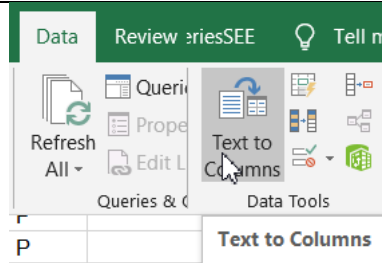 Data Review eriesSEE Tell m
Refresh
All
Queri
Prope
Edit L
Queries & C
Text to
Columns
Data Tools
P
P
Text to Columns